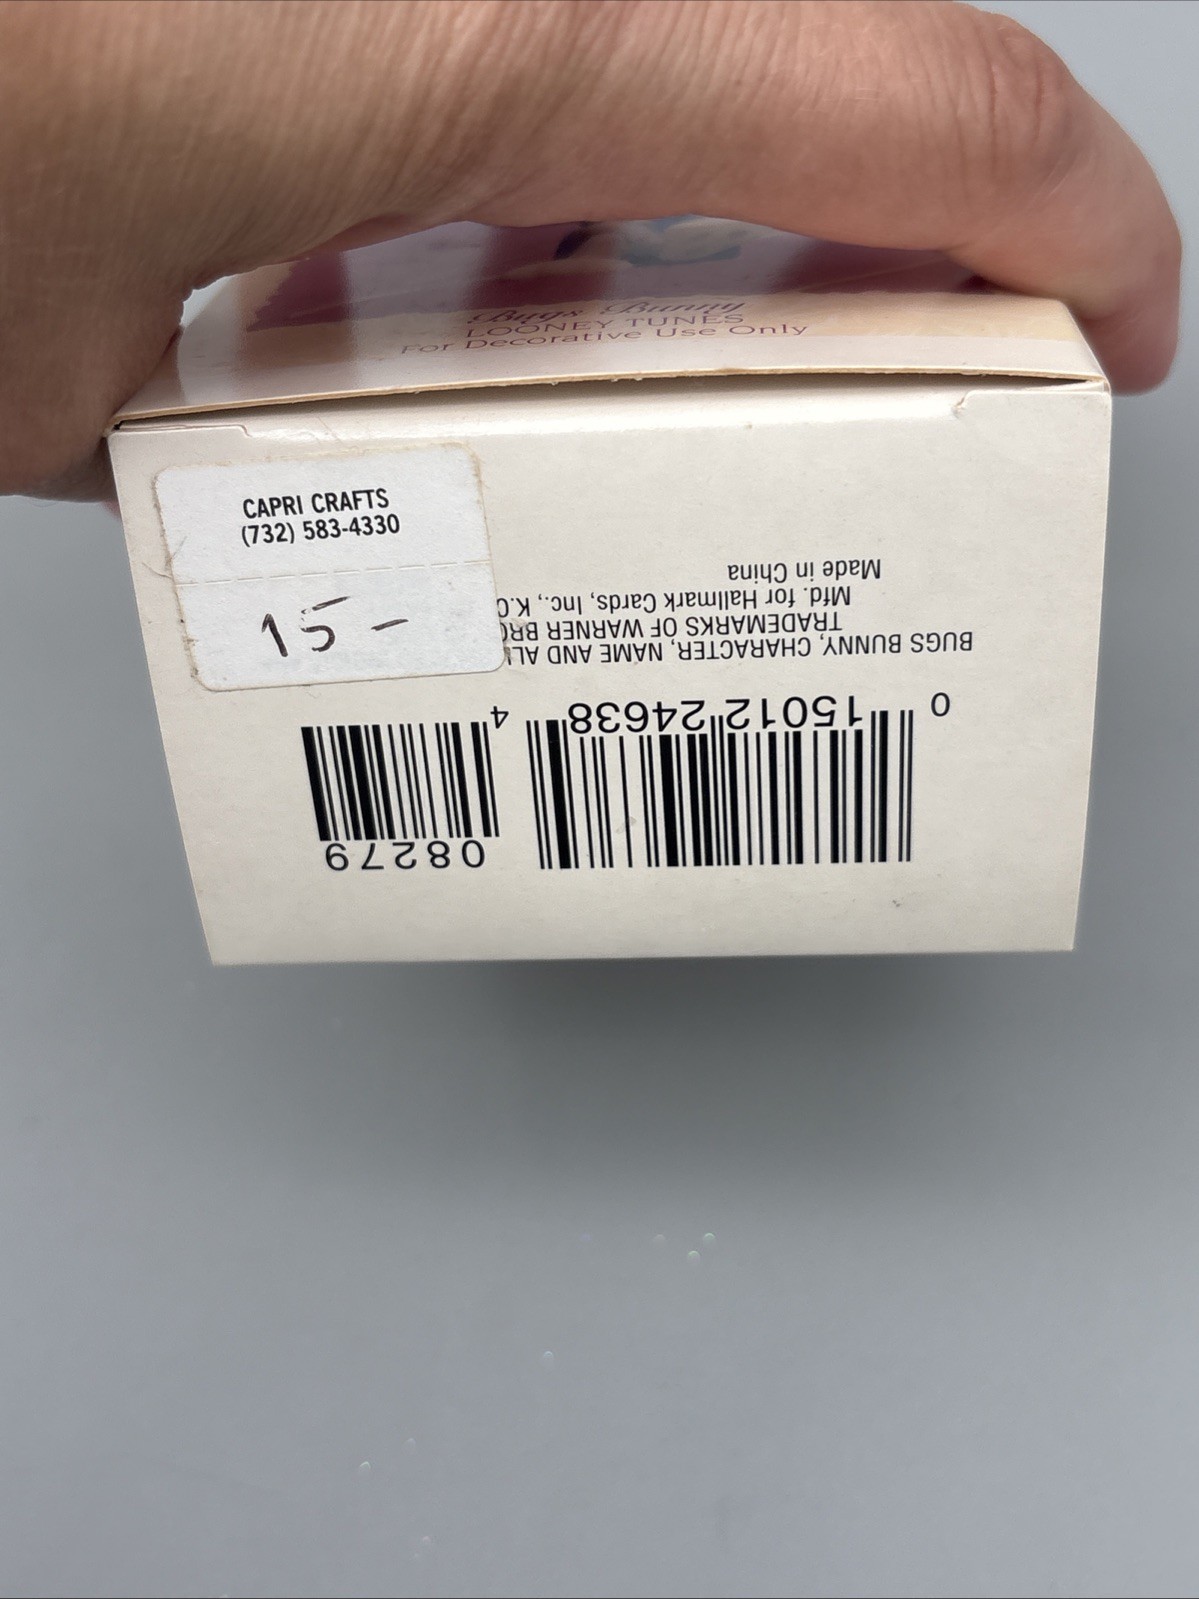 Bugs Bunny
LOONEY TUNES
For Decorative Use Only
CAPRI CRAFTS
(732) 583-4330
15 -
BUGS BUNNY, CHARACTER, NAME AND ALL
TRADEMARKS OF WARNER BRO
Mfd. for Hallmark Cards, Inc., K.C
Made in China
0 15012 24638 4
08279